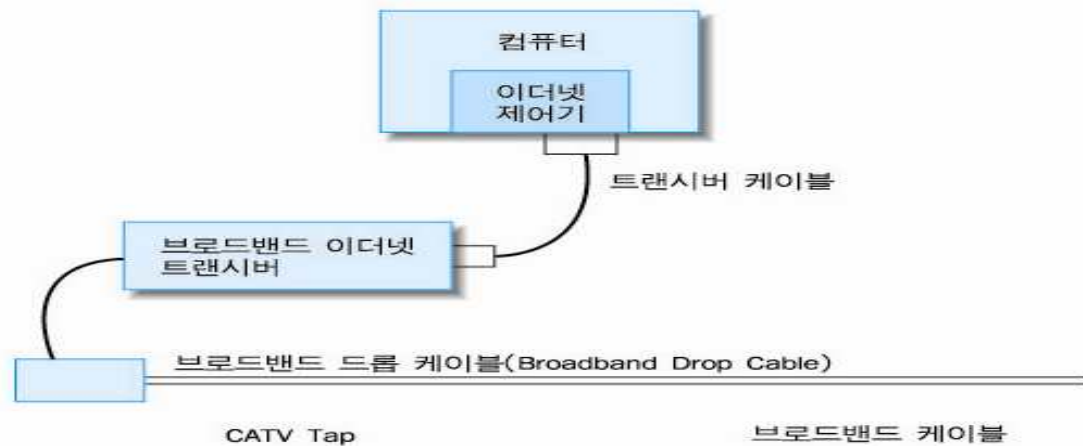 컴퓨터
이더넷
제어기
트랜시버 케이블
브로드밴드 이더넷
트랜시버
브로드밴드 드롭 케이블(Broadband Drop Cable)
CATV Tap
브로드밴드 케이블